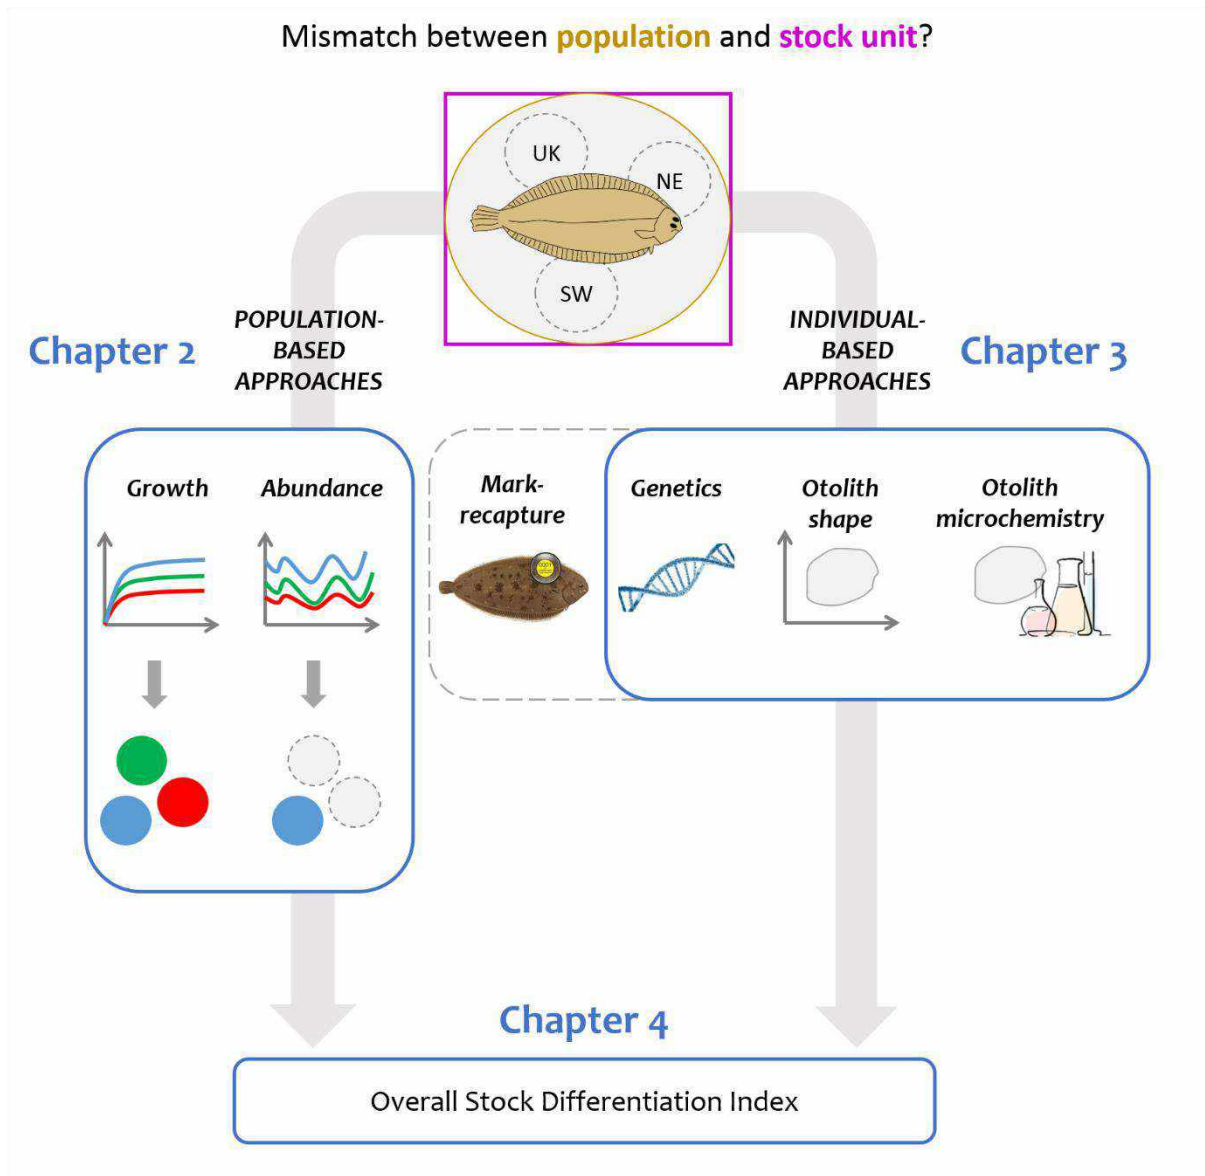 Mismatch between population and stock unit?
UK
NE
SW
POPULATION-
BASED
APPROACHES
Chapter 2
INDIVIDUAL-
BASED
APPROACHES
Chapter 3
Growth
Abundance
Mark-
recapture
Genetics
Otolith
shape
Otolith
microchemistry
Chapter 4
Overall Stock Differentiation Index